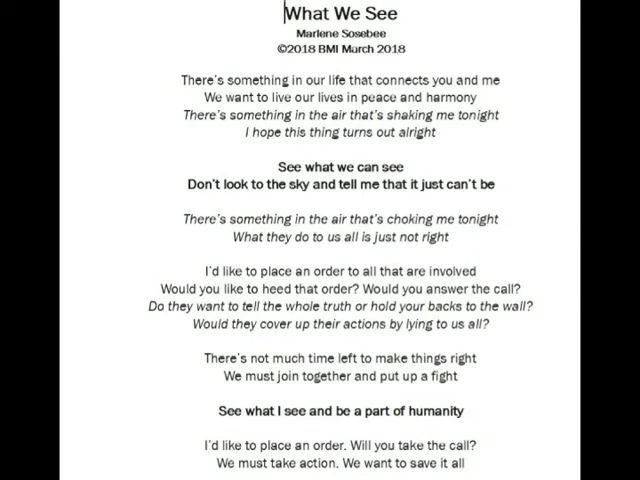 What We See
Marlene Sosebee
©2018 BMI March 2018
There's something in our life that connects you and me
We want to live our lives in peace and harmony
There's something in the air that's shaking me tonight
I hope this thing turns out alright
See what we can see
Don't look to the sky and tell me that it just can't be
There's something in the air that's choking me tonight
What they do to us all is just not right
I'd like to place an order to all that are involved
Would you like to heed that order? Would you answer the call?
Do they want to tell the whole truth or hold your backs to the wall?
Would they cover up their actions by lying to us all?
There's not much time left to make things right
We must join together and put up a fight
See what I see and be a part of humanity
I'd like to place an order. Will you take the call?
We must take action. We want to save it all